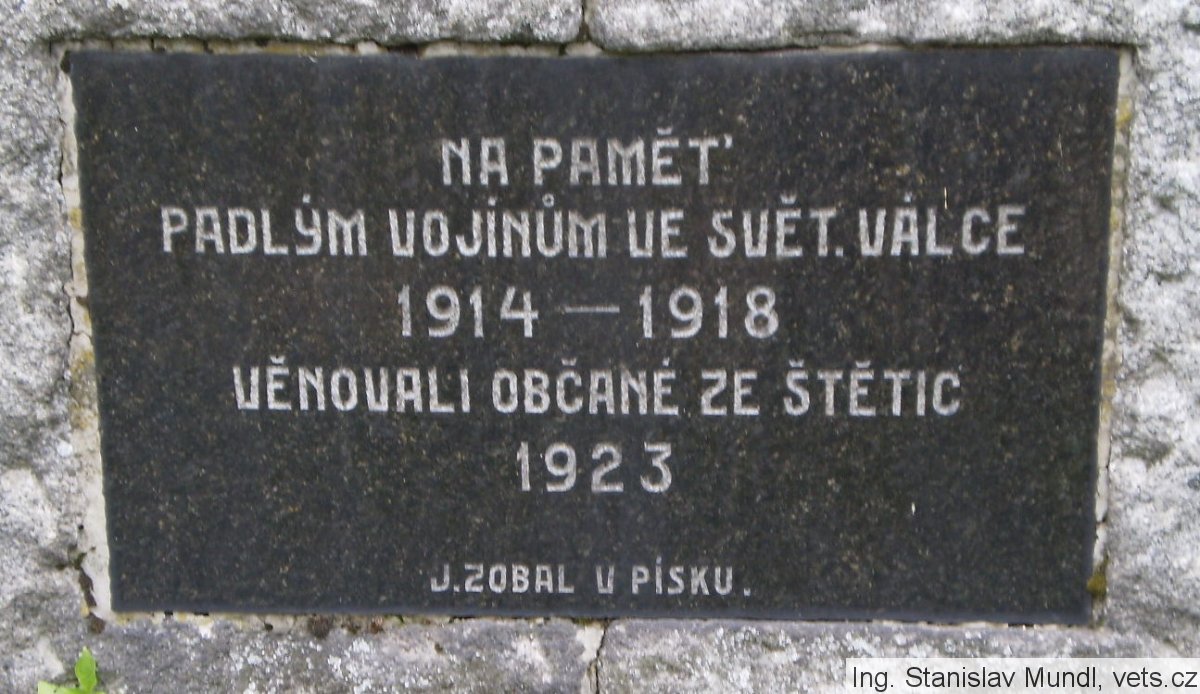 NA PAMĚŤ
PADLÝM VOJÍNŮM VE SVĚT. VÁLCE
1914 — 1918
VĚNOVALI OBČANÉ ZE ŠTĚTIC
1923
J. ZOBAL V PÍSKU.
Ing. Stanislav Mundl, vets.cz